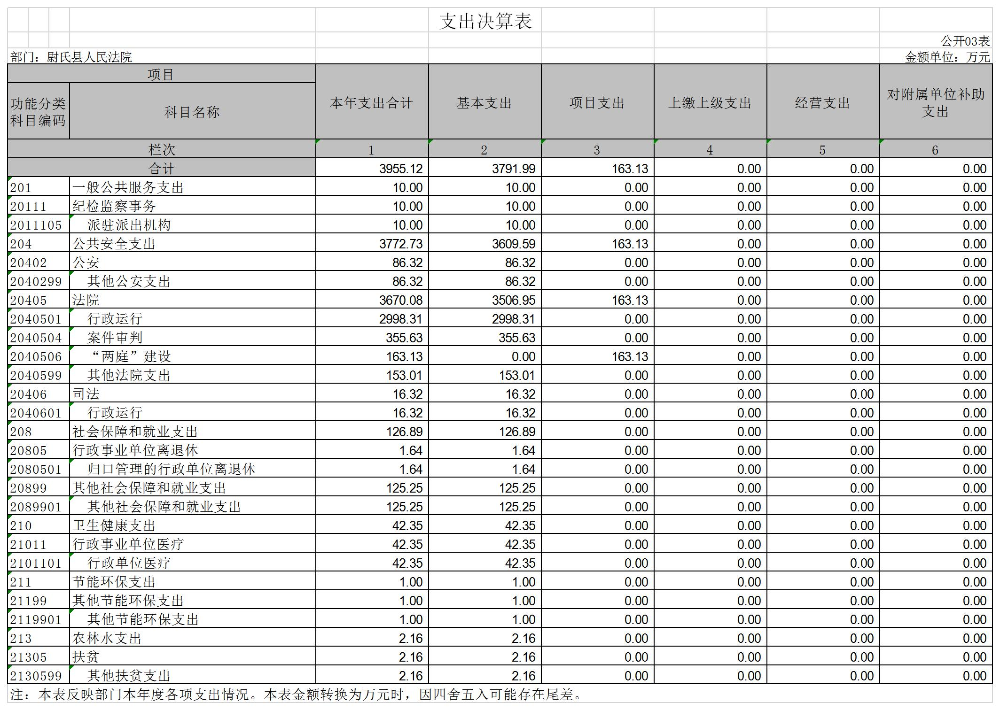 支出决算表
公开03表
部门：尉氏县人民法院 金额单位：万元
项目 本年支出合计 基本支出 项目支出 上缴上级支出 经营支出 对附属单位补助支出
功能分类科目编码 科目名称
栏次 1 2 3 4 5 6
合计 3955.12 3791.99 163.13 0.00 0.00 0.00
201 一般公共服务支出 10.00 10.00 0.00 0.00 0.00 0.00
20111 纪检监察事务 10.00 10.00 0.00 0.00 0.00 0.00
2011105 派驻派出机构 10.00 10.00 0.00 0.00 0.00 0.00
204 公共安全支出 3772.73 3609.59 163.13 0.00 0.00 0.00
20402 公安 86.32 86.32 0.00 0.00 0.00 0.00
2040299 其他公安支出 86.32 86.32 0.00 0.00 0.00 0.00
20405 法院 3670.08 3506.95 163.13 0.00 0.00 0.00
2040501 行政运行 2998.31 2998.31 0.00 0.00 0.00 0.00
2040504 案件审判 355.63 355.63 0.00 0.00 0.00 0.00
2040506 “两庭”建设 163.13 0.00 163.13 0.00 0.00 0.00
2040599 其他法院支出 153.01 153.01 0.00 0.00 0.00 0.00
20406 司法 16.32 16.32 0.00 0.00 0.00 0.00
2040601 行政运行 16.32 16.32 0.00 0.00 0.00 0.00
208 社会保障和就业支出 126.89 126.89 0.00 0.00 0.00 0.00
20805 行政事业单位离退休 1.64 1.64 0.00 0.00 0.00 0.00
2080501 归口管理的行政单位离退休 1.64 1.64 0.00 0.00 0.00 0.00
20899 其他社会保障和就业支出 125.25 125.25 0.00 0.00 0.00 0.00
2089901 其他社会保障和就业支出 125.25 125.25 0.00 0.00 0.00 0.00
210 卫生健康支出 42.35 42.35 0.00 0.00 0.00 0.00
21011 行政事业单位医疗 42.35 42.35 0.00 0.00 0.00 0.00
2101101 行政单位医疗 42.35 42.35 0.00 0.00 0.00 0.00
211 节能环保支出 1.00 1.00 0.00 0.00 0.00 0.00
21199 其他节能环保支出 1.00 1.00 0.00 0.00 0.00 0.00
2119901 其他节能环保支出 1.00 1.00 0.00 0.00 0.00 0.00
213 农林水支出 2.16 2.16 0.00 0.00 0.00 0.00
21305 扶贫 2.16 2.16 0.00 0.00 0.00 0.00
2130599 其他扶贫支出 2.16 2.16 0.00 0.00 0.00 0.00
注：本表反映部门本年度各项支出情况。本表金额转换为万元时，因四舍五入可能存在尾差。